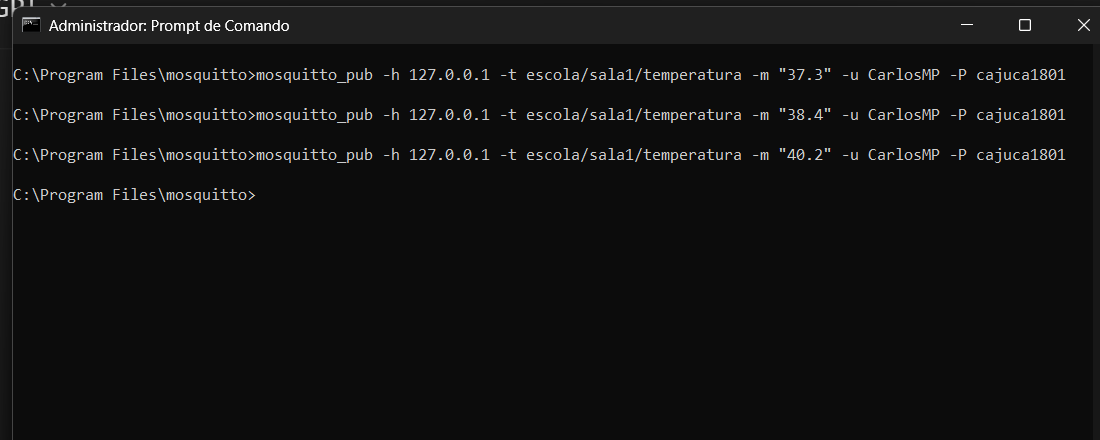 Administrador: Prompt de Comando
C:\Program Files\mosquitto>mosquitto_pub -h 127.0.0.1 -t escola/sala1/temperatura -m "37.3" -u CarlosMP -P cajuca1801
C:\Program Files\mosquitto>mosquitto_pub -h 127.0.0.1 -t escola/sala1/temperatura -m "38.4" -u CarlosMP -P cajuca1801
C:\Program Files\mosquitto>mosquitto_pub -h 127.0.0.1 -t escola/sala1/temperatura -m "40.2" -u CarlosMP -P cajuca1801
C:\Program Files\mosquitto>